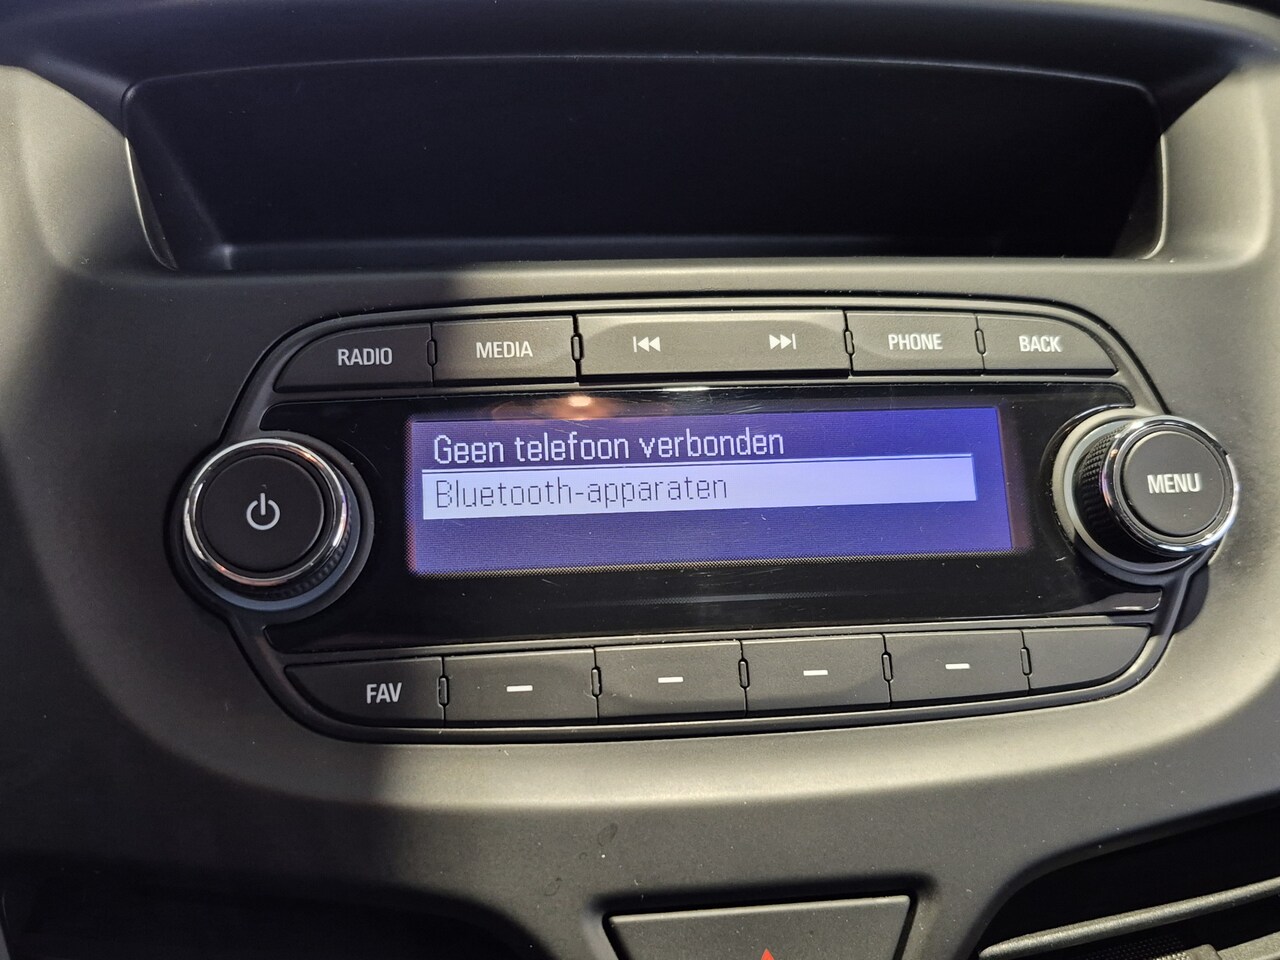 RADIO MEDIA PHONE BACK
Geen telefoon verbonden
Bluetooth-apparaten
MENU
FAV